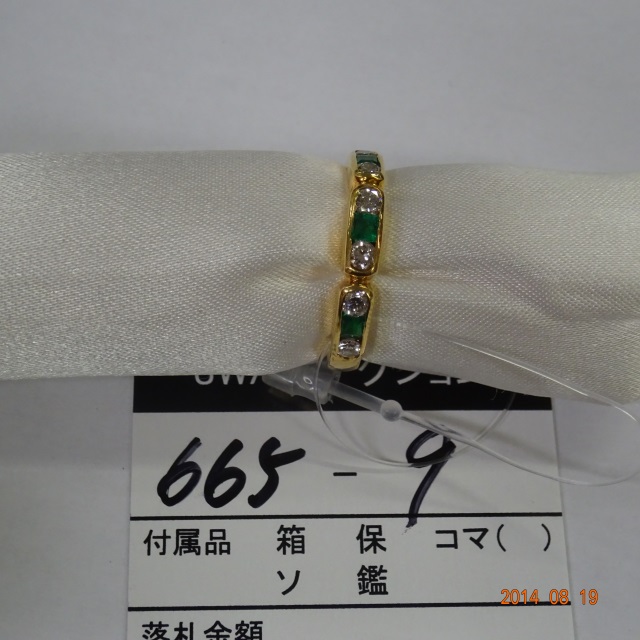 665 - 9
付属品 箱 保 コマ( )
ソ 鑑
2014 08 19
落札金額